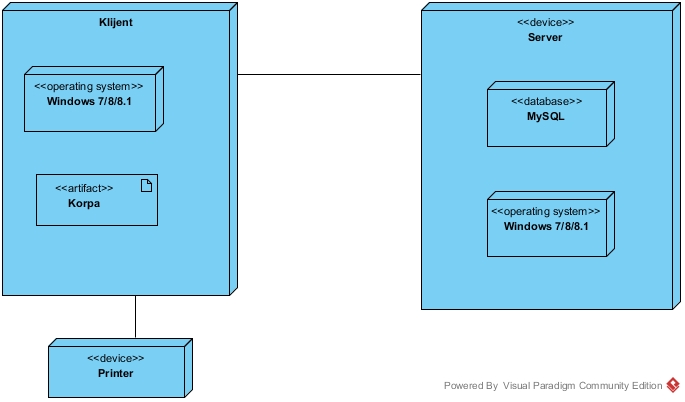 Klijent
<<operating system>>
Windows 7/8/8.1
<<artifact>>
Korpa
<<device>>
Server
<<database>>
MySQL
<<operating system>>
Windows 7/8/8.1
<<device>>
Printer
Powered By Visual Paradigm Community Edition